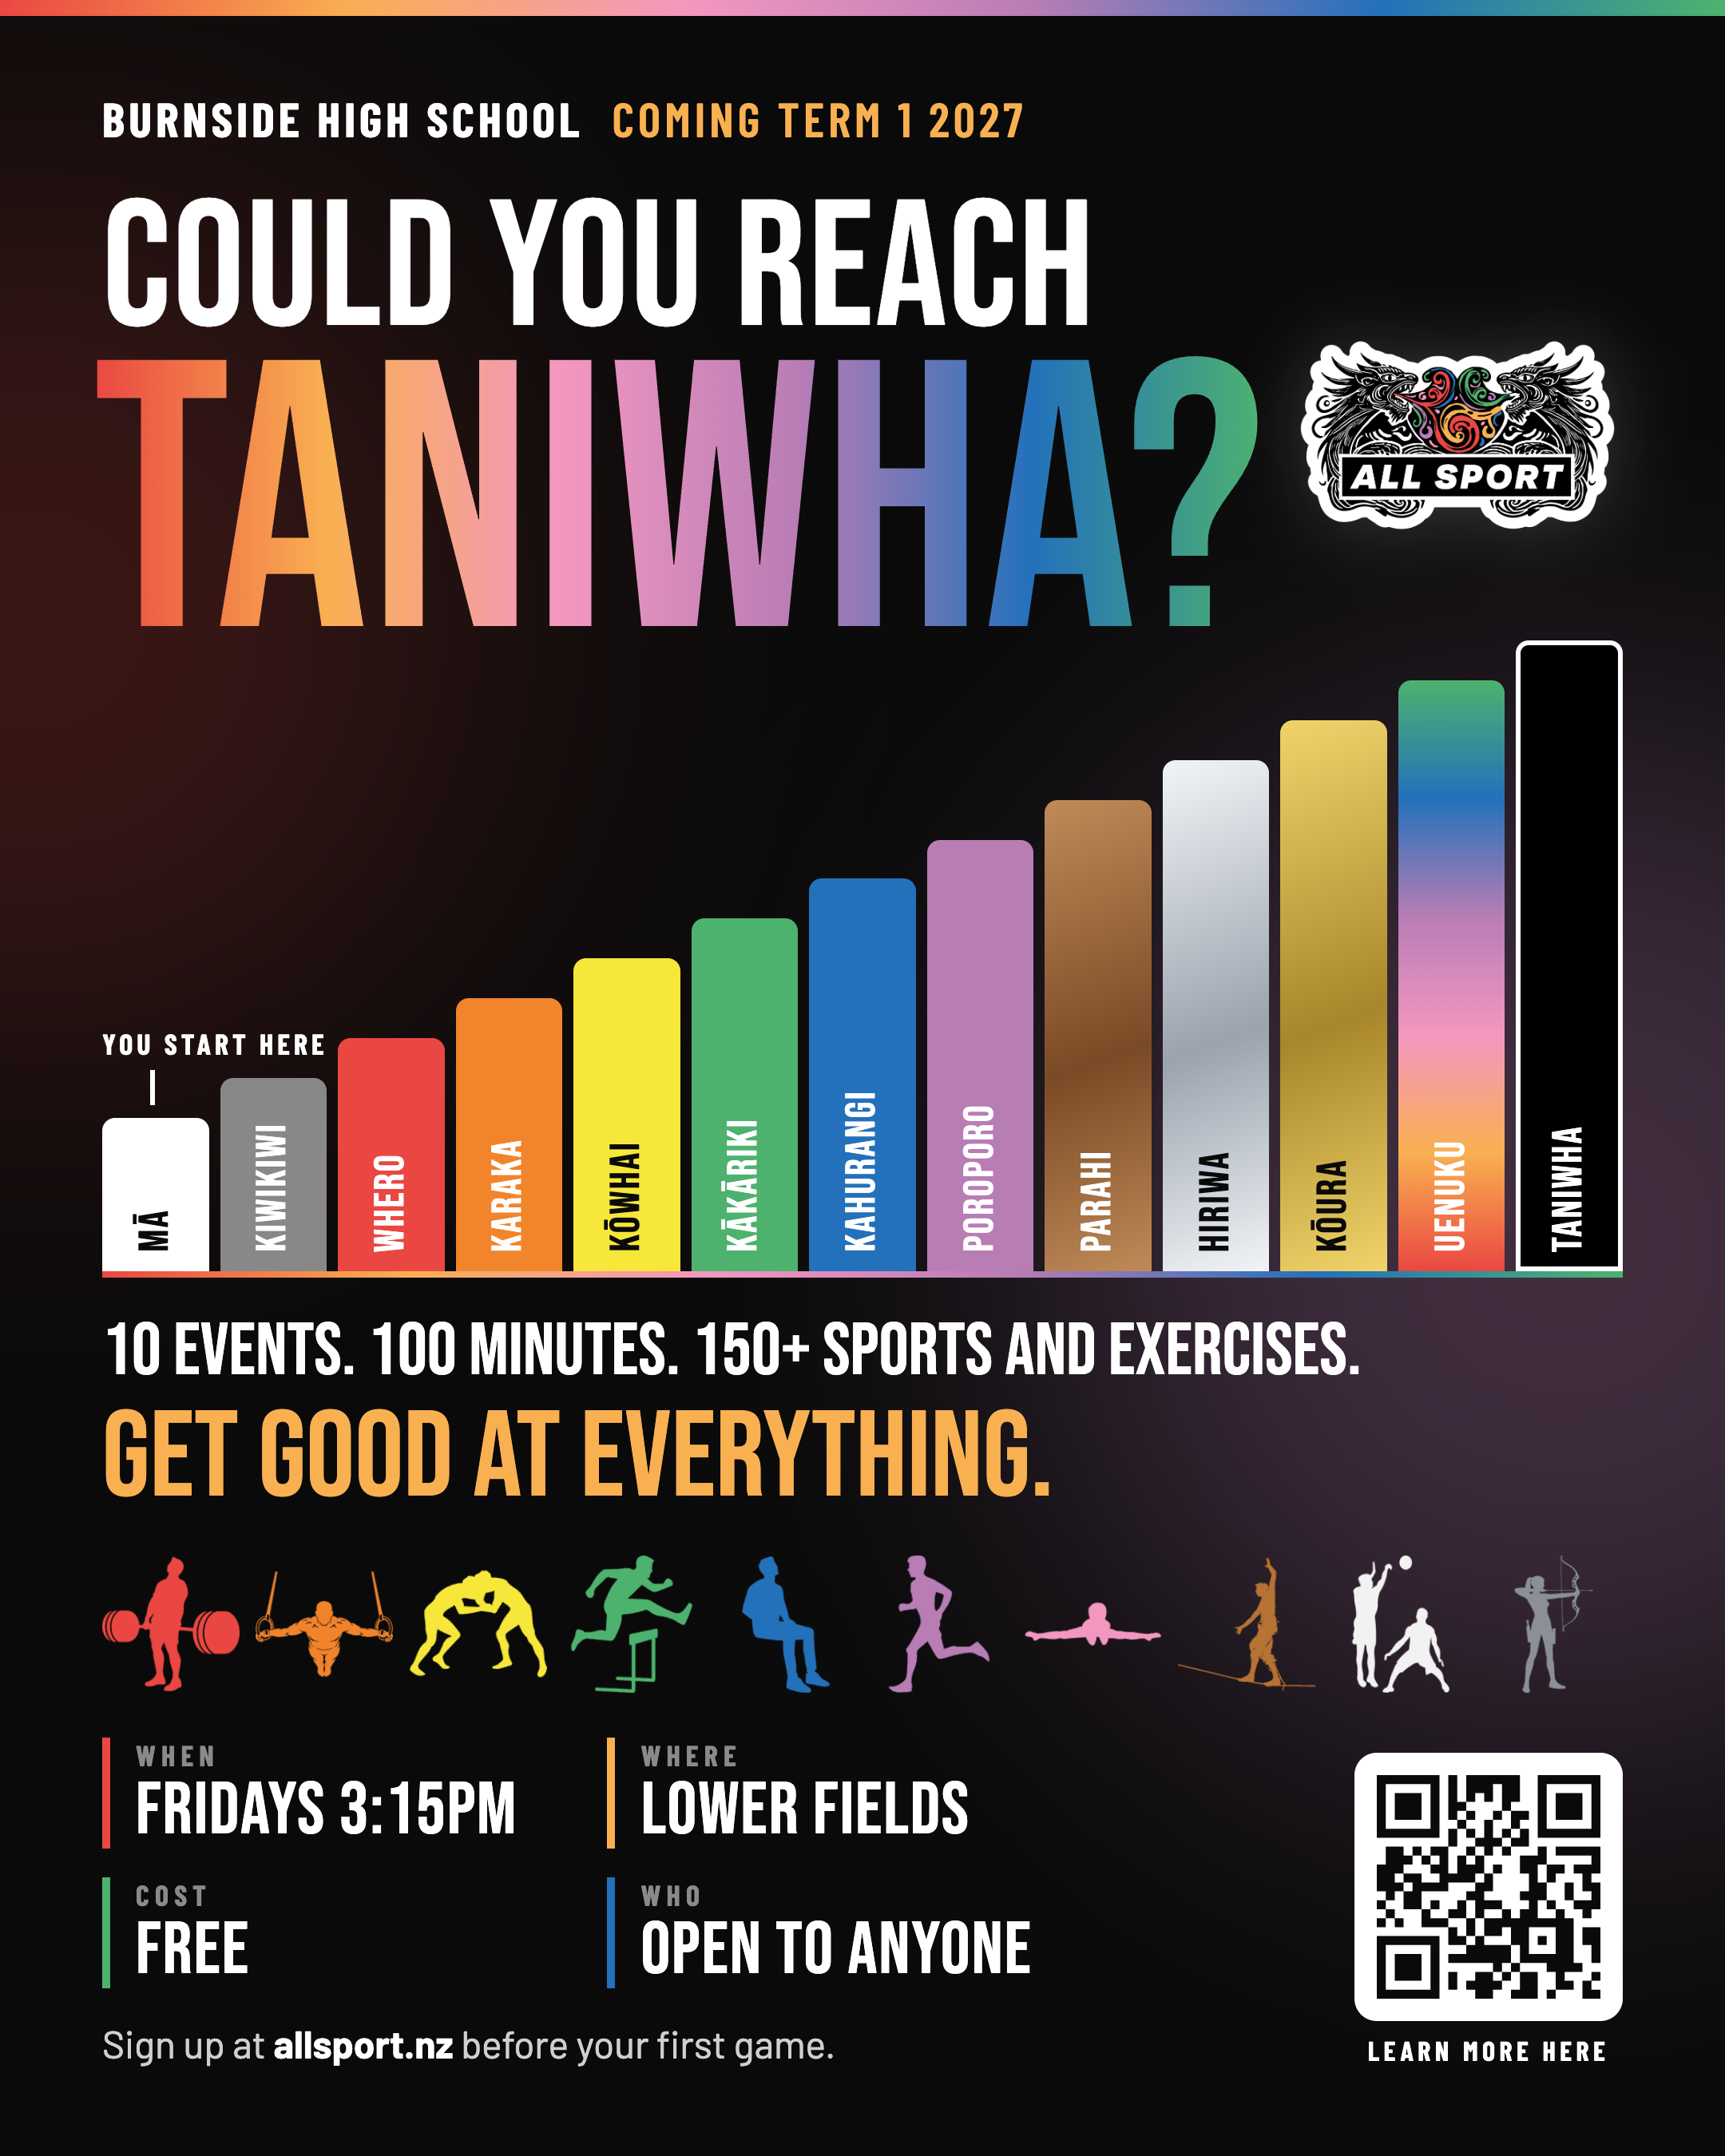 BURNSIDE HIGH SCHOOL COMING TERM 1 2027
COULD YOU REACH
TANIWHA?
ALL SPORT
YOU START HERE
MĀ
KIWIKIWI
WHERO
KARAKA
KŌWHAI
KĀKĀRIKI
KAHURANGI
POROPORO
PARAHI
HIRIWA
KŌURA
UENUKU
TANIWHA
10 EVENTS. 100 MINUTES. 150+ SPORTS AND EXERCISES.
GET GOOD AT EVERYTHING.
WHEN
FRIDAYS 3:15PM
WHERE
LOWER FIELDS
COST
FREE
WHO
OPEN TO ANYONE
Sign up at allsport.nz before your first game.
LEARN MORE HERE